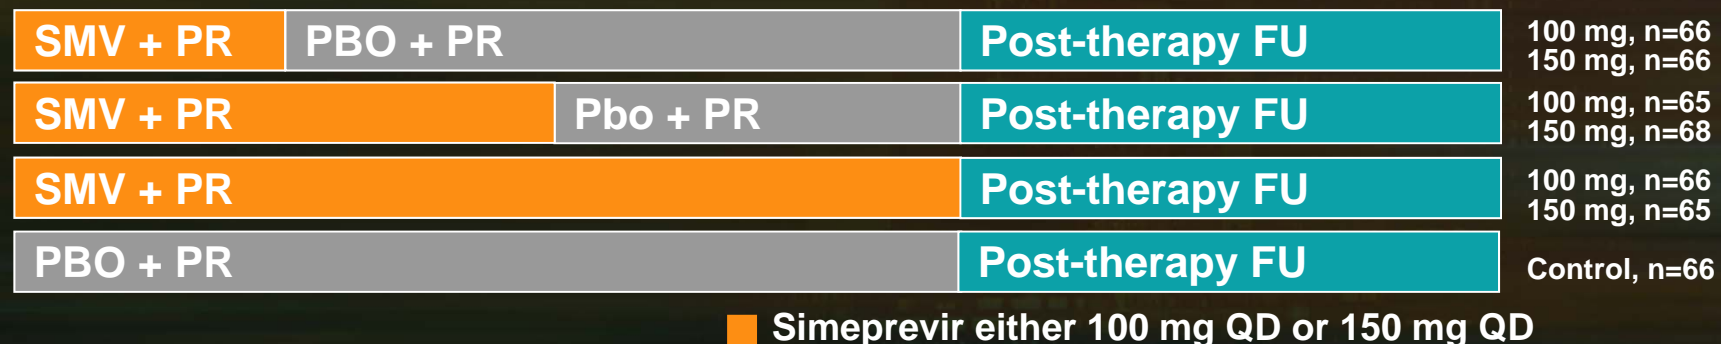 SMV + PR PBO + PR Post-therapy FU 100 mg, n=66
150 mg, n=66
SMV + PR Pbo + PR Post-therapy FU 100 mg, n=65
150 mg, n=68
SMV + PR Post-therapy FU 100 mg, n=66
150 mg, n=65
PBO + PR Post-therapy FU Control, n=66
Simeprevir either 100 mg QD or 150 mg QD